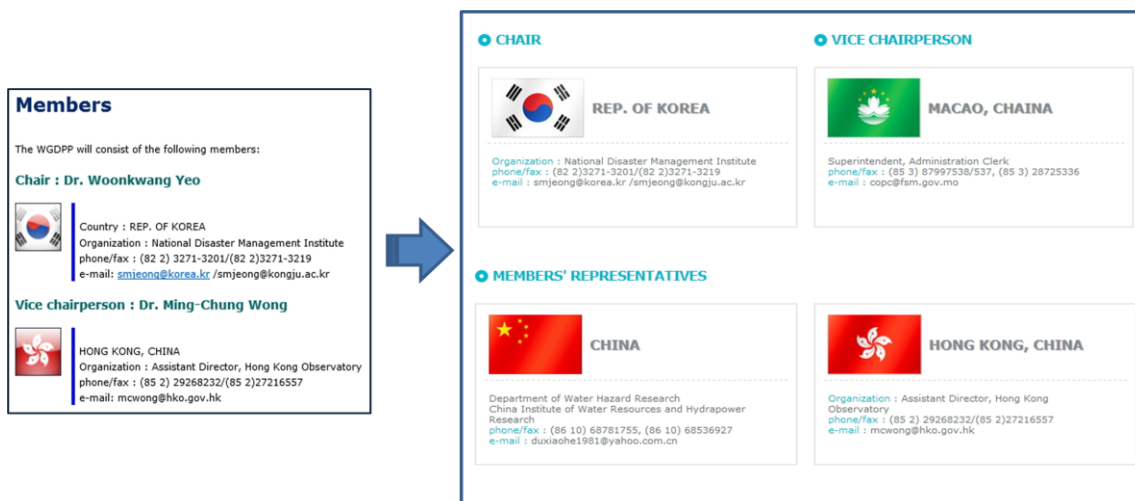 Members
The WGDPP will consist of the following members:
Chair : Dr. Woonkwang Yeo
Country : REP. OF KOREA
Organization : National Disaster Management Institute
phone/fax : (82 2) 3271-3201/(82 2)3271-3219
e-mail: smjeong@korea.kr /smjeong@kongju.ac.kr
Vice chairperson : Dr. Ming-Chung Wong
HONG KONG, CHINA
Organization : Assistant Director, Hong Kong Observatory
phone/fax : (85 2) 29268232/(85 2)27216557
e-mail: mcwong@hko.gov.hk
CHAIR
REP. OF KOREA
Organization : National Disaster Management Institute
phone/fax : (82 2)3271-3201/(82 2)3271-3219
e-mail : smjeong@korea.kr /smjeong@kongju.ac.kr
VICE CHAIRPERSON
MACAO, CHAINA
Superintendent, Administration Clerk
phone/fax : (85 3) 87997538/537, (85 3) 28725336
e-mail : copc@fsm.gov.mo
MEMBERS' REPRESENTATIVES
CHINA
Department of Water Hazard Research
China Institute of Water Resources and Hydrapower
Research
phone/fax : (86 10) 68781755, (86 10) 68536927
e-mail : duxiaohe1981@yahoo.com.cn
HONG KONG, CHINA
Organization : Assistant Director, Hong Kong
Observatory
phone/fax : (85 2) 29268232/(85 2)27216557
e-mail : mcwong@hko.gov.hk